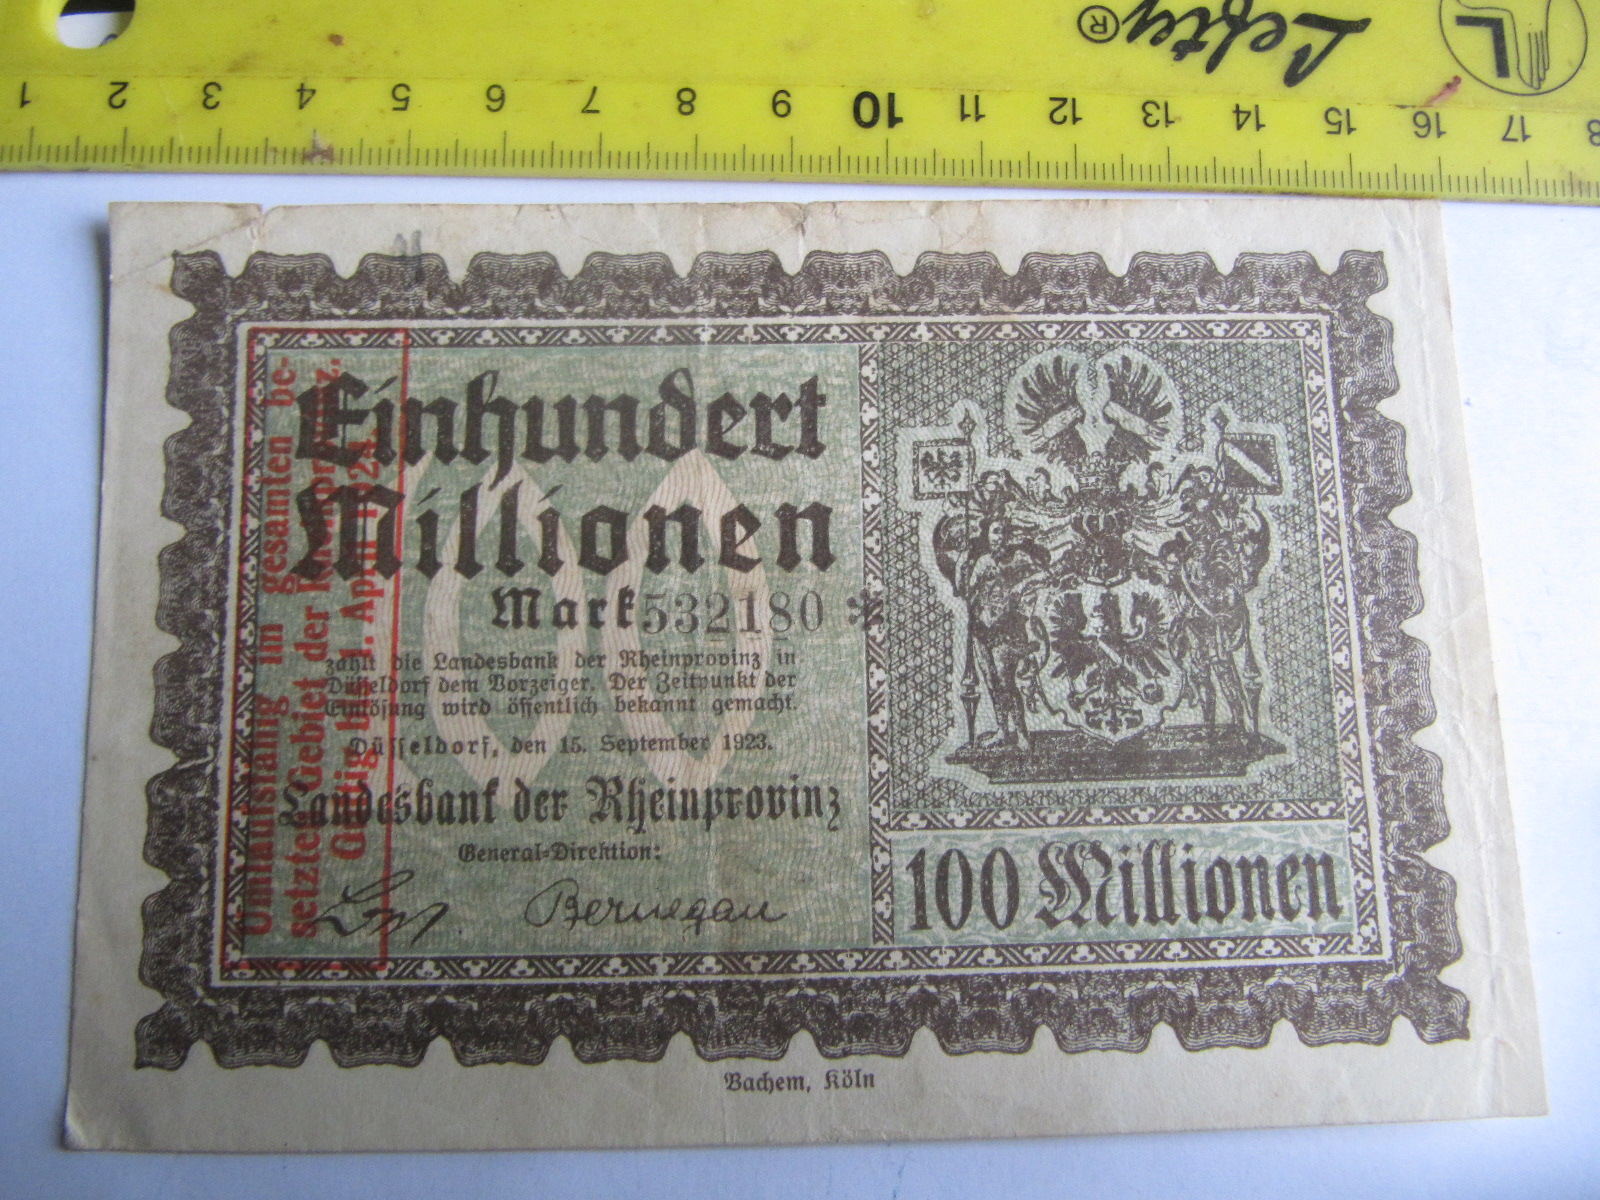 Lefty®
L
1 2 3 4 5 6 7 8 9 10 11 12 13 14 15 16 17 18
Einhundert
Millionen
Mark 532180 *
zahlt die Landesbank der Rheinprovinz in
Düsseldorf dem Vorzeiger. Der Zeitpunkt der
Einlösung wird öffentlich bekannt gemacht.
Düsseldorf, den 15. September 1923.
Landesbank der Rheinprovinz
General-Direktion:
Bernegau
100 Millionen
Umlaufsfähig im gesamten be-
setzten Gebiet der Rheinprovinz.
Gültig bis 1. April 1924.
Bachem, Köln